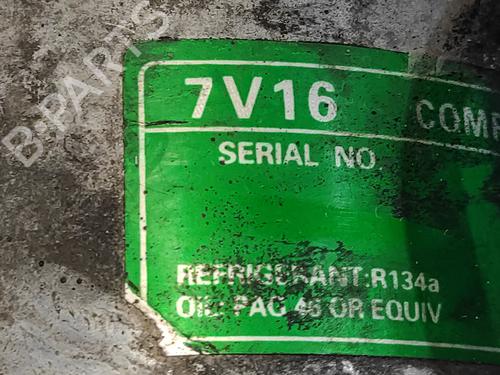 B-PARTS
7V16 COMP
SERIAL NO.
REFRIGERANT:R134a
OIL: PAG 46 OR EQUIV